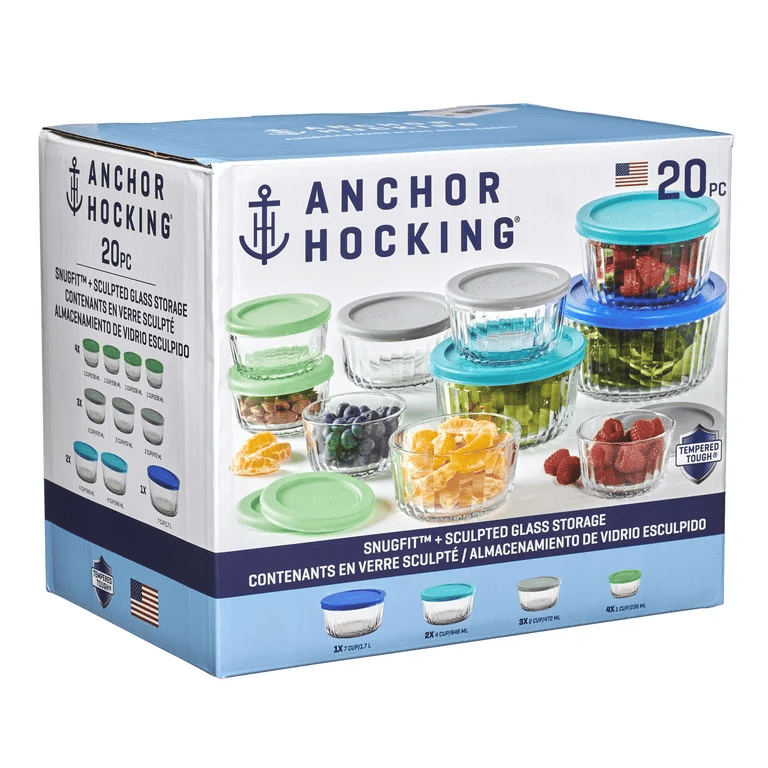 ANCHOR
HOCKING®
20PC
SNUGFIT™ + SCULPTED GLASS STORAGE
CONTENANTS EN VERRE SCULPTÉ
ALMACENAMIENTO DE VIDRIO ESCULPIDO
4X
3X
2X
1X
TEMPERED
TOUGH®
ANCHOR
HOCKING®
20PC
TEMPERED
TOUGH®
SNUGFIT™ + SCULPTED GLASS STORAGE
CONTENANTS EN VERRE SCULPTÉ / ALMACENAMIENTO DE VIDRIO ESCULPIDO
1X 7 CUP/1.7 L
2X 4 CUP/946 ML
3X 2 CUP/472 ML
4X 1 CUP/236 ML